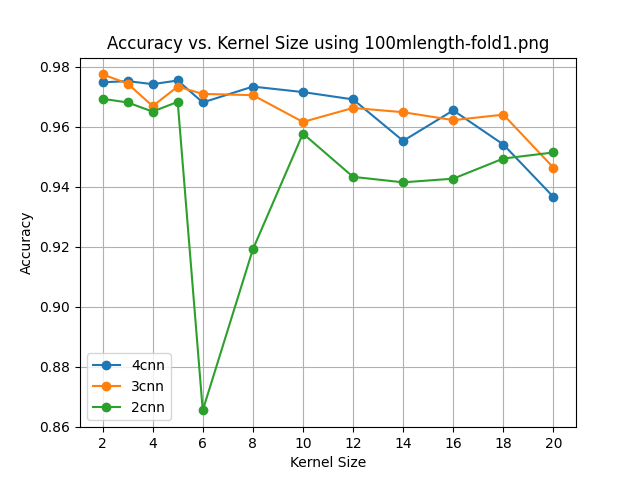 Accuracy vs. Kernel Size using 100mlength-fold1.png
0.98
0.96
0.94
0.92
0.90
0.88
0.86
Accuracy
4cnn
3cnn
2cnn
2 4 6 8 10 12 14 16 18 20
Kernel Size